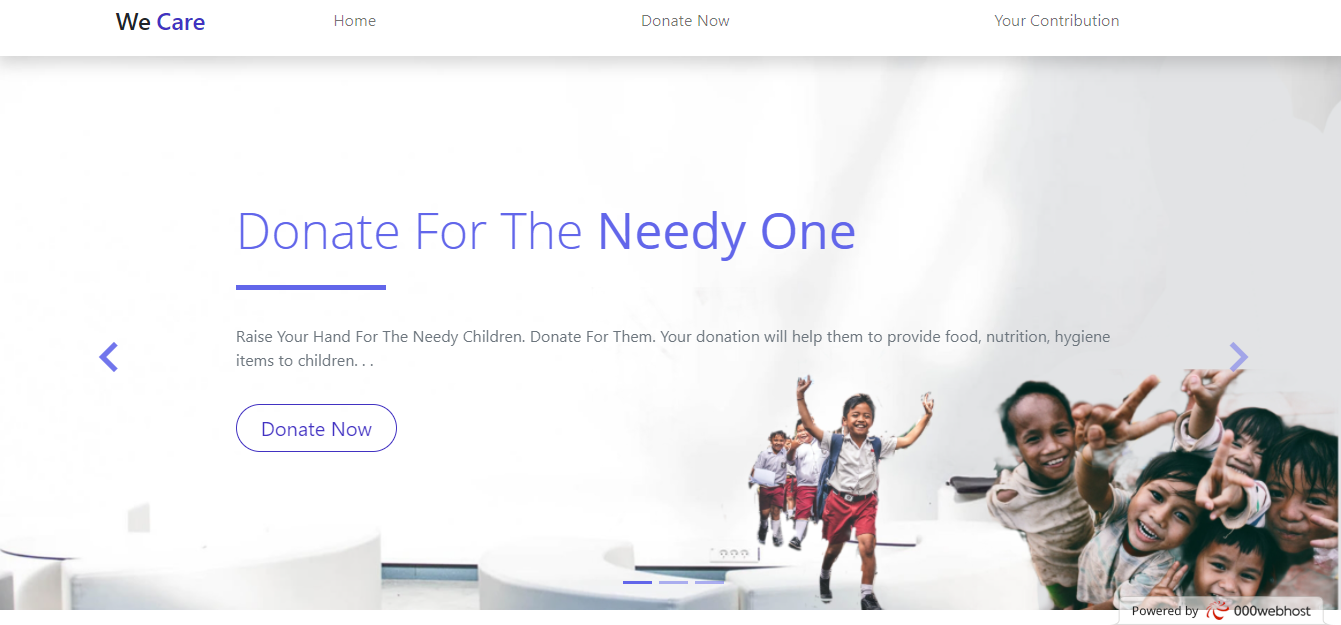 We Care
Home
Donate Now
Your Contribution
Donate For The Needy One
Raise Your Hand For The Needy Children. Donate For Them. Your donation will help them to provide food, nutrition, hygiene
items to children. . .
Donate Now
Powered by 000webhost